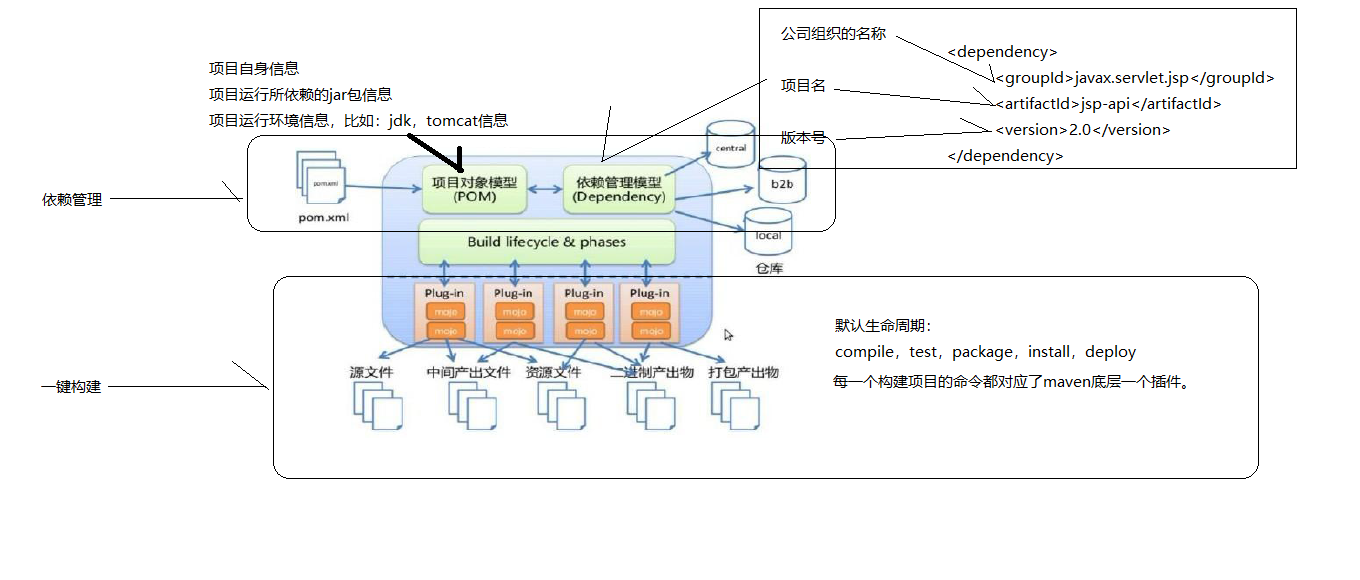 公司组织的名称
<dependency>
<groupId>javax.servlet.jsp</groupId>
项目名
<artifactId>jsp-api</artifactId>
版本号
<version>2.0</version>
</dependency>
项目自身信息
项目运行所依赖的jar包信息
项目运行环境信息，比如：jdk，tomcat信息
依赖管理
pom.xml
pom.xml
项目对象模型
(POM)
依赖管理模型
(Dependency)
central
b2b
local
仓库
Build lifecycle & phases
Plug-in
mojo
mojo
Plug-in
mojo
mojo
Plug-in
mojo
mojo
Plug-in
mojo
mojo
一键构建
源文件
中间产出文件
资源文件
二进制产出物
打包产出物
默认生命周期：
compile，test，package，install，deploy
每一个构建项目的命令都对应了maven底层一个插件。